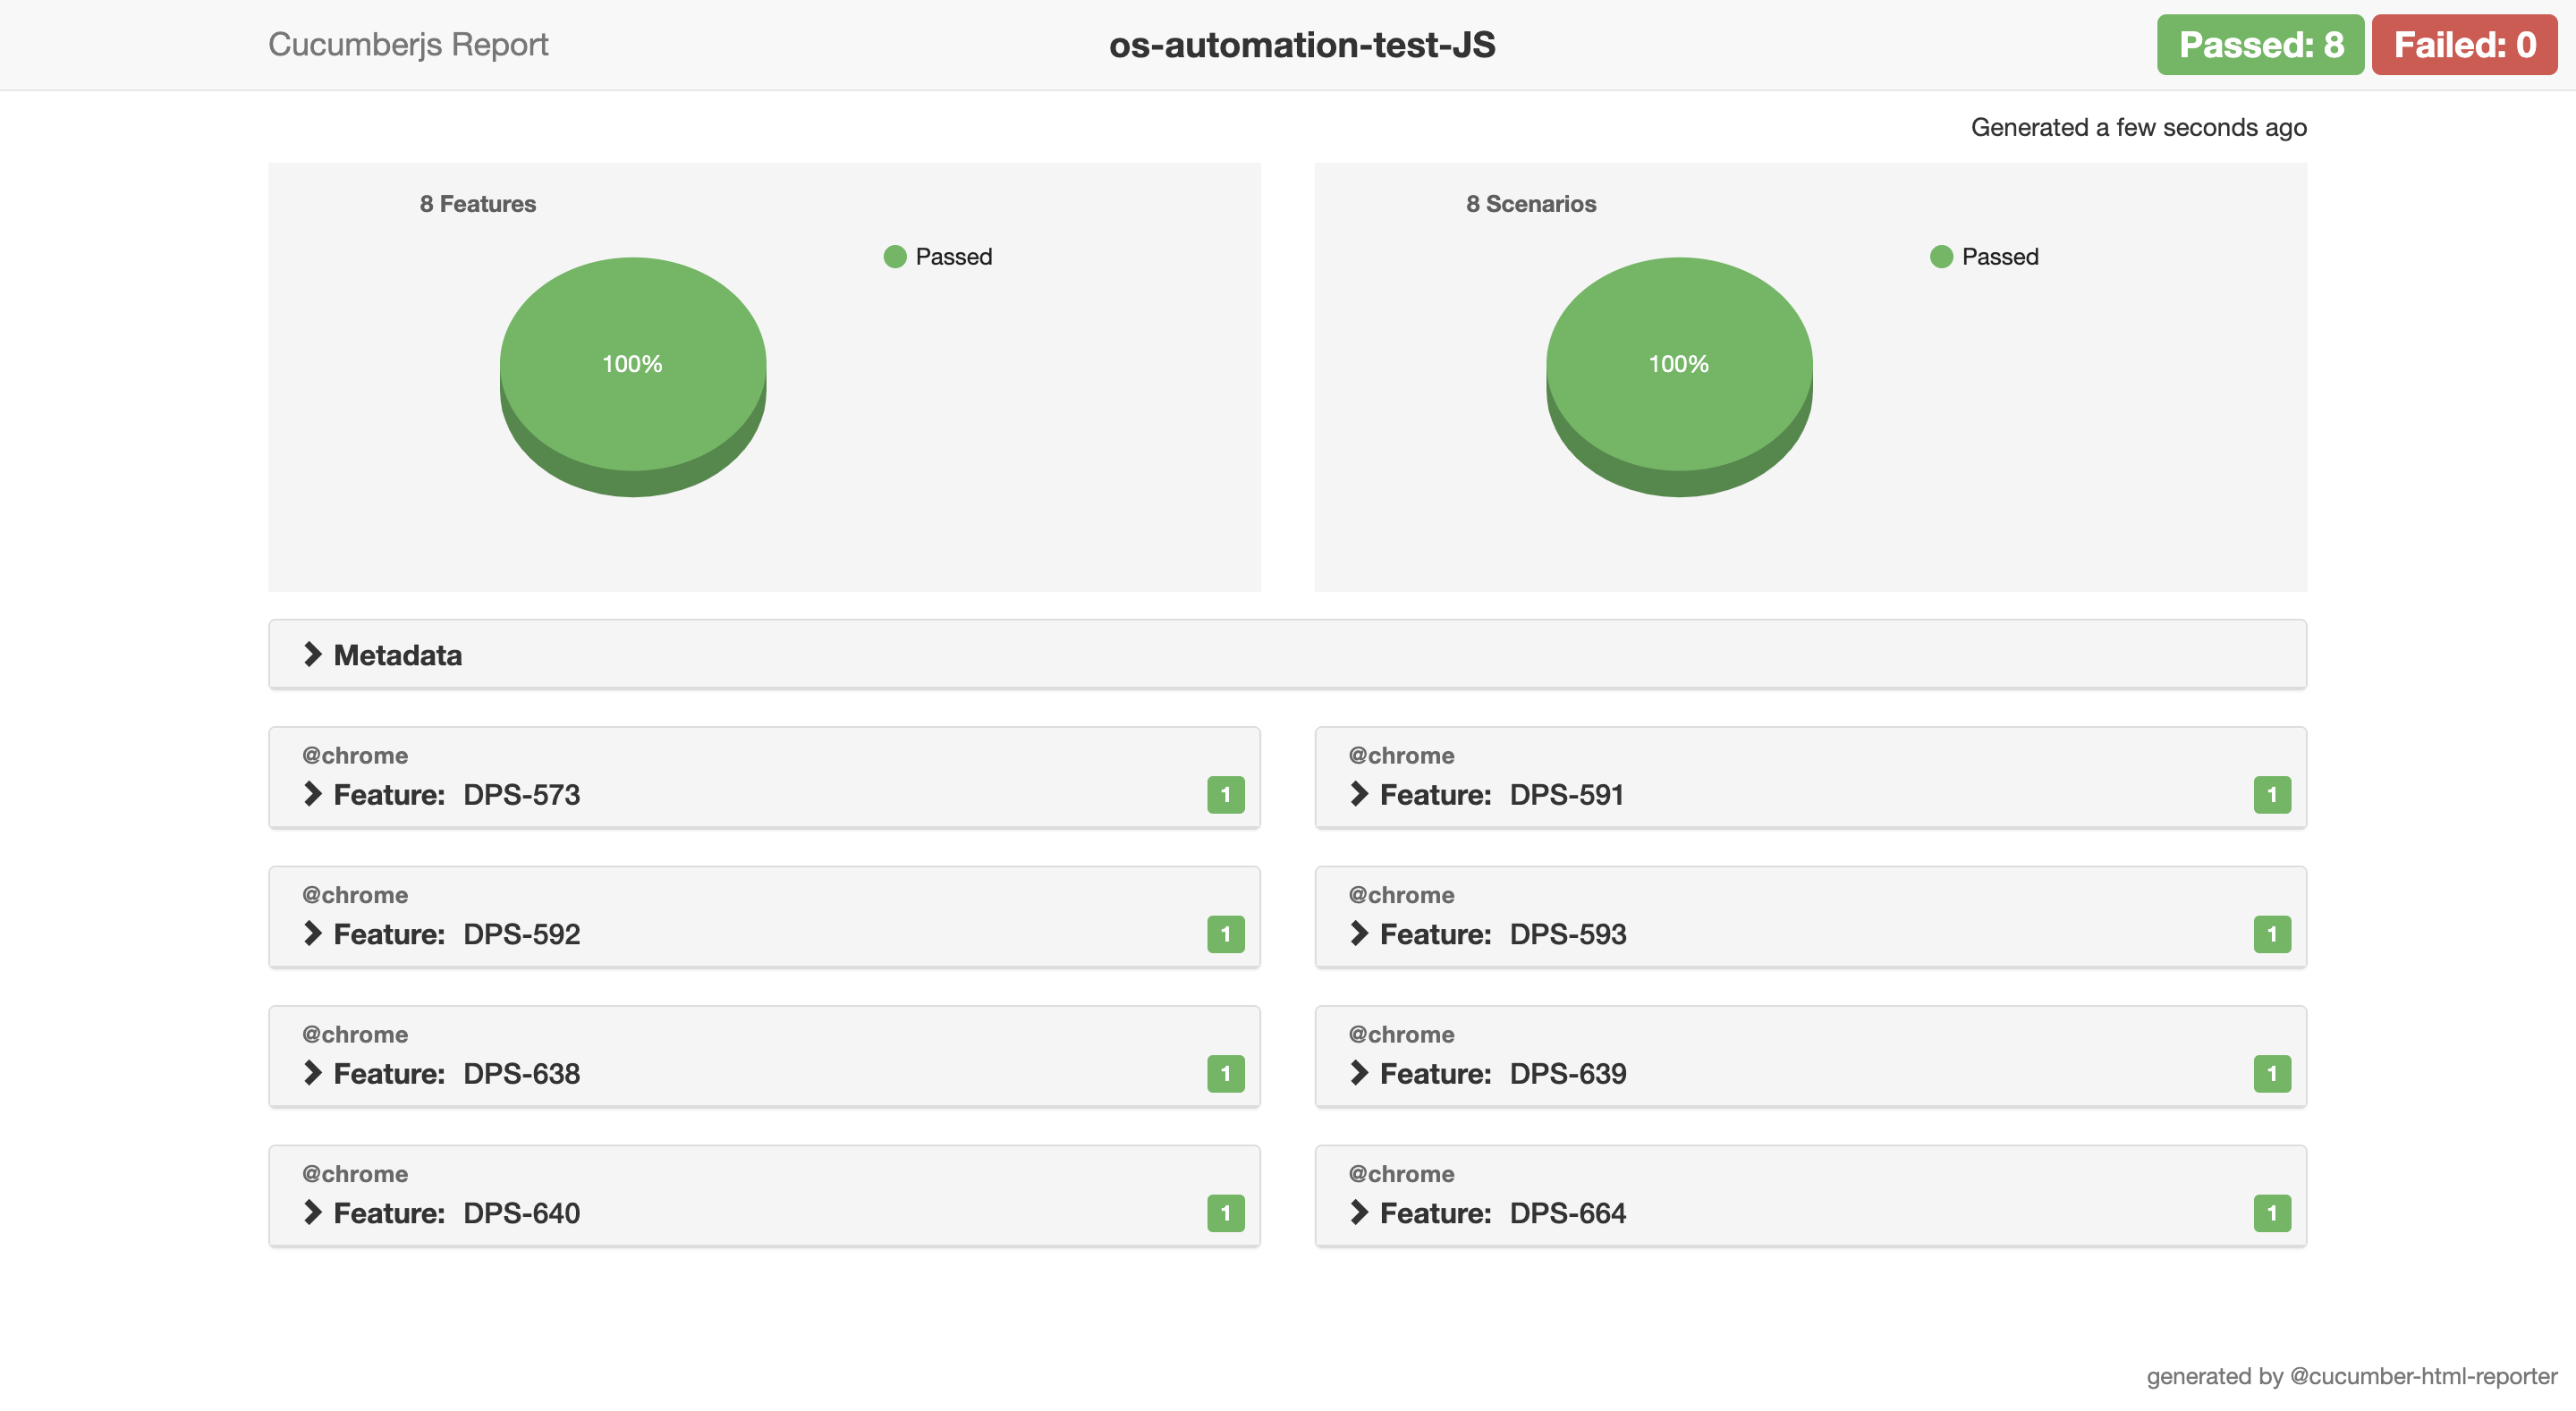 Cucumberjs Report
os-automation-test-JS
Passed: 8 Failed: 0
Generated a few seconds ago
8 Features
Passed
100%
8 Scenarios
Passed
100%
Metadata
@chrome
Feature: DPS-573 1
@chrome
Feature: DPS-591 1
@chrome
Feature: DPS-592 1
@chrome
Feature: DPS-593 1
@chrome
Feature: DPS-638 1
@chrome
Feature: DPS-639 1
@chrome
Feature: DPS-640 1
@chrome
Feature: DPS-664 1
generated by @cucumber-html-reporter